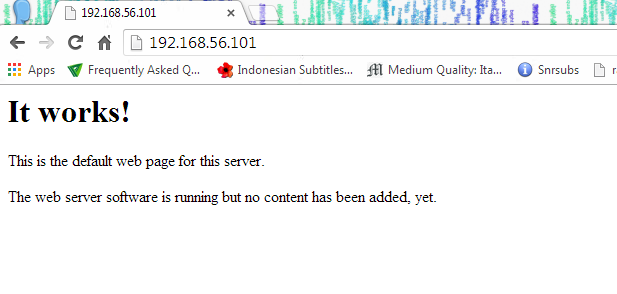 192.168.56.101
192.168.56.101
Apps Frequently Asked Q... Indonesian Subtitles... Medium Quality: Ita... Snrsubs
It works!
This is the default web page for this server.
The web server software is running but no content has been added, yet.